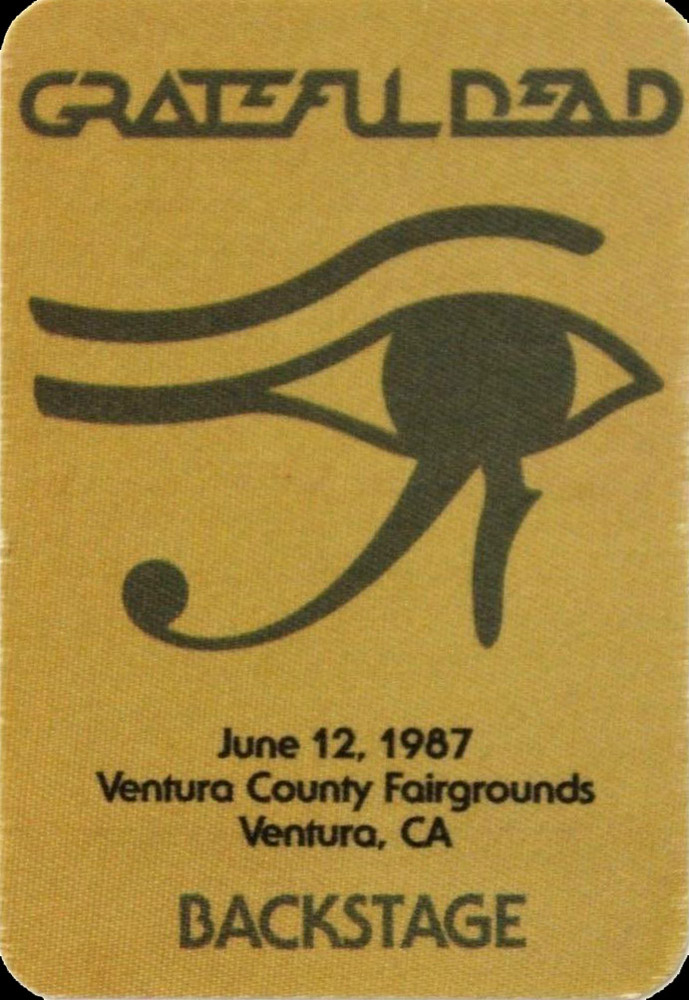 GRATEFUL DEAD
June 12, 1987
Ventura County Fairgrounds
Ventura, CA
BACKSTAGE